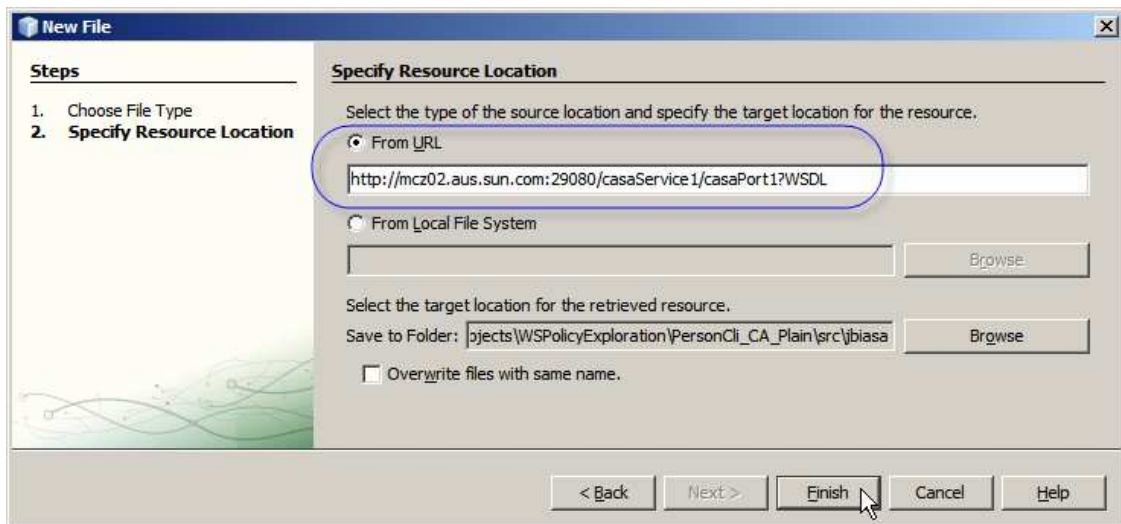 New File
Steps
1. Choose File Type
2. Specify Resource Location
Specify Resource Location
Select the type of the source location and specify the target location for the resource.
From URL
http://mcz02.aus.sun.com:29080/casaService1/casaPort1?WSDL
From Local File System
Browse
Select the target location for the retrieved resource.
Save to Folder: ojects\WSPolicyExploration\PersonCli_CA_Plain\src\jbiasa Browse
Overwrite files with same name.
< Back Next > Finish Cancel Help